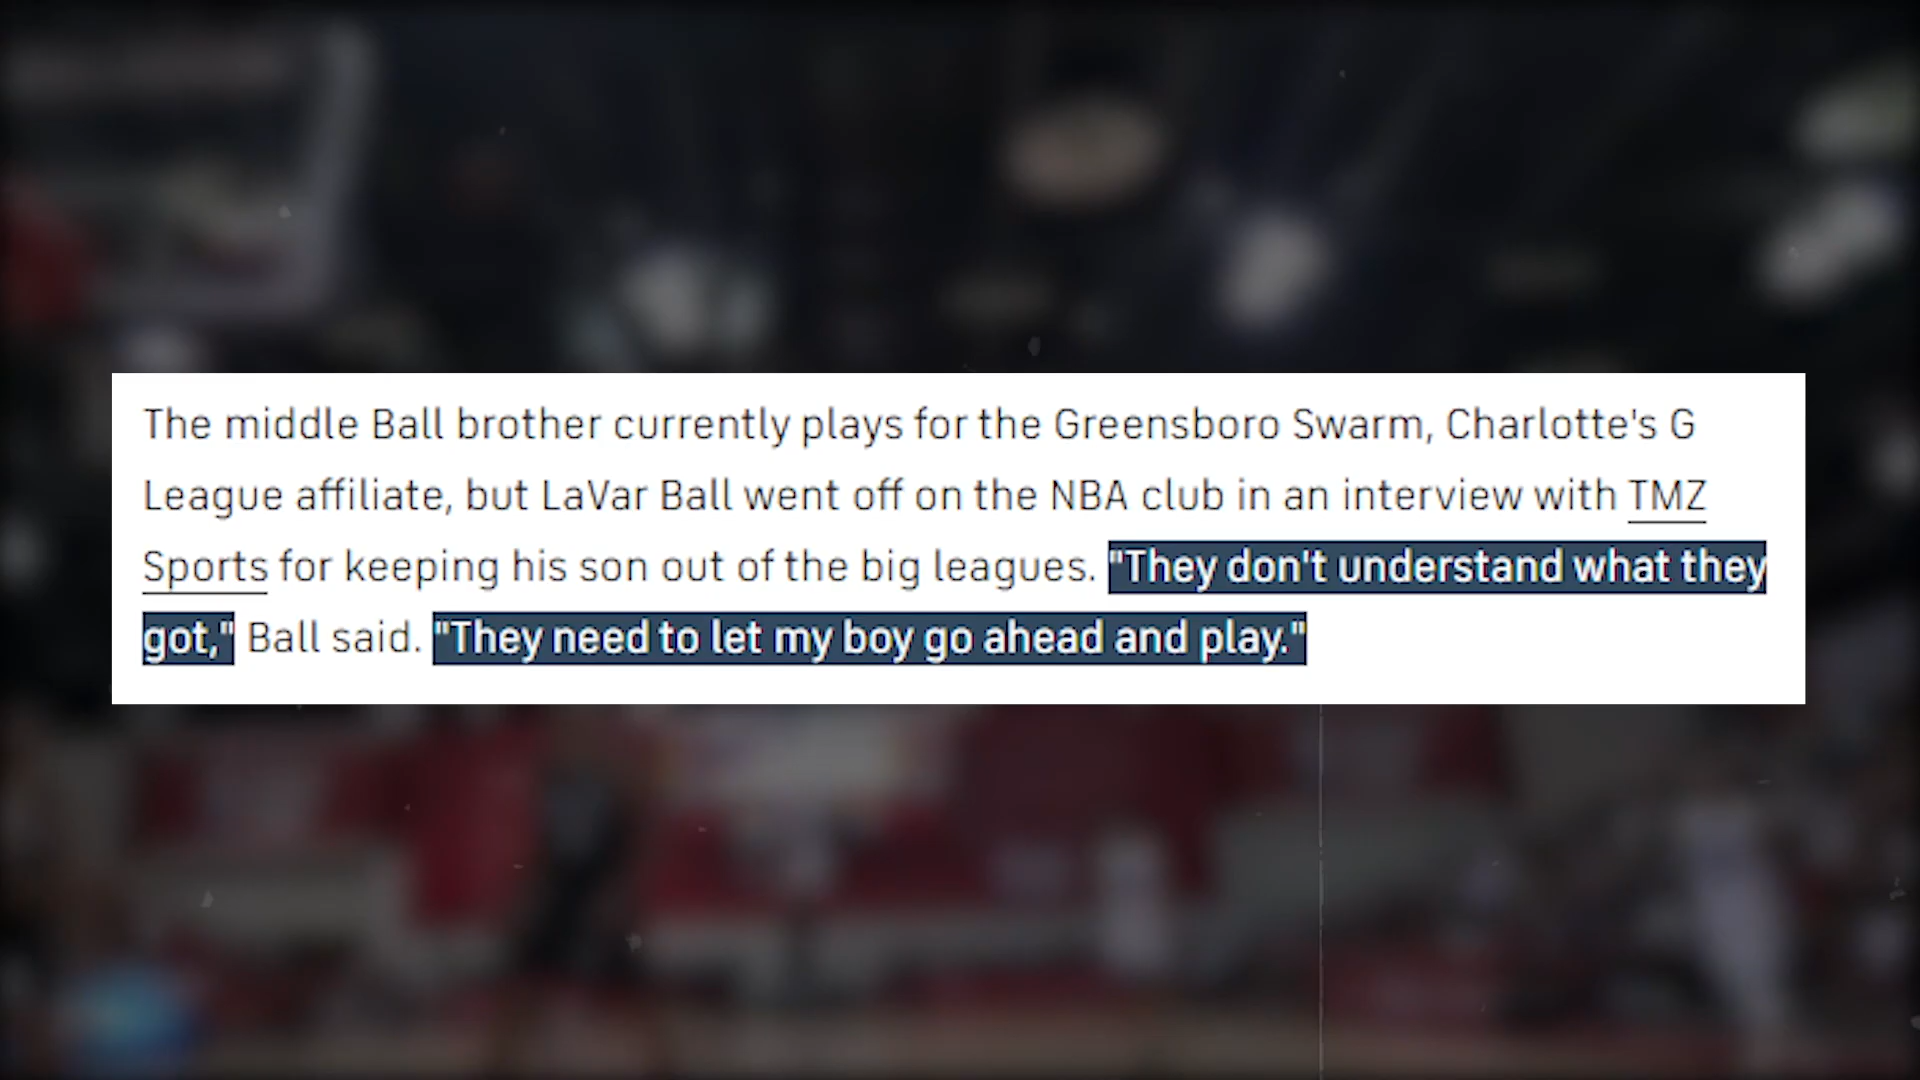 The middle Ball brother currently plays for the Greensboro Swarm, Charlotte's G
League affiliate, but LaVar Ball went off on the NBA club in an interview with TMZ
Sports for keeping his son out of the big leagues. "They don't understand what they
got," Ball said. "They need to let my boy go ahead and play."